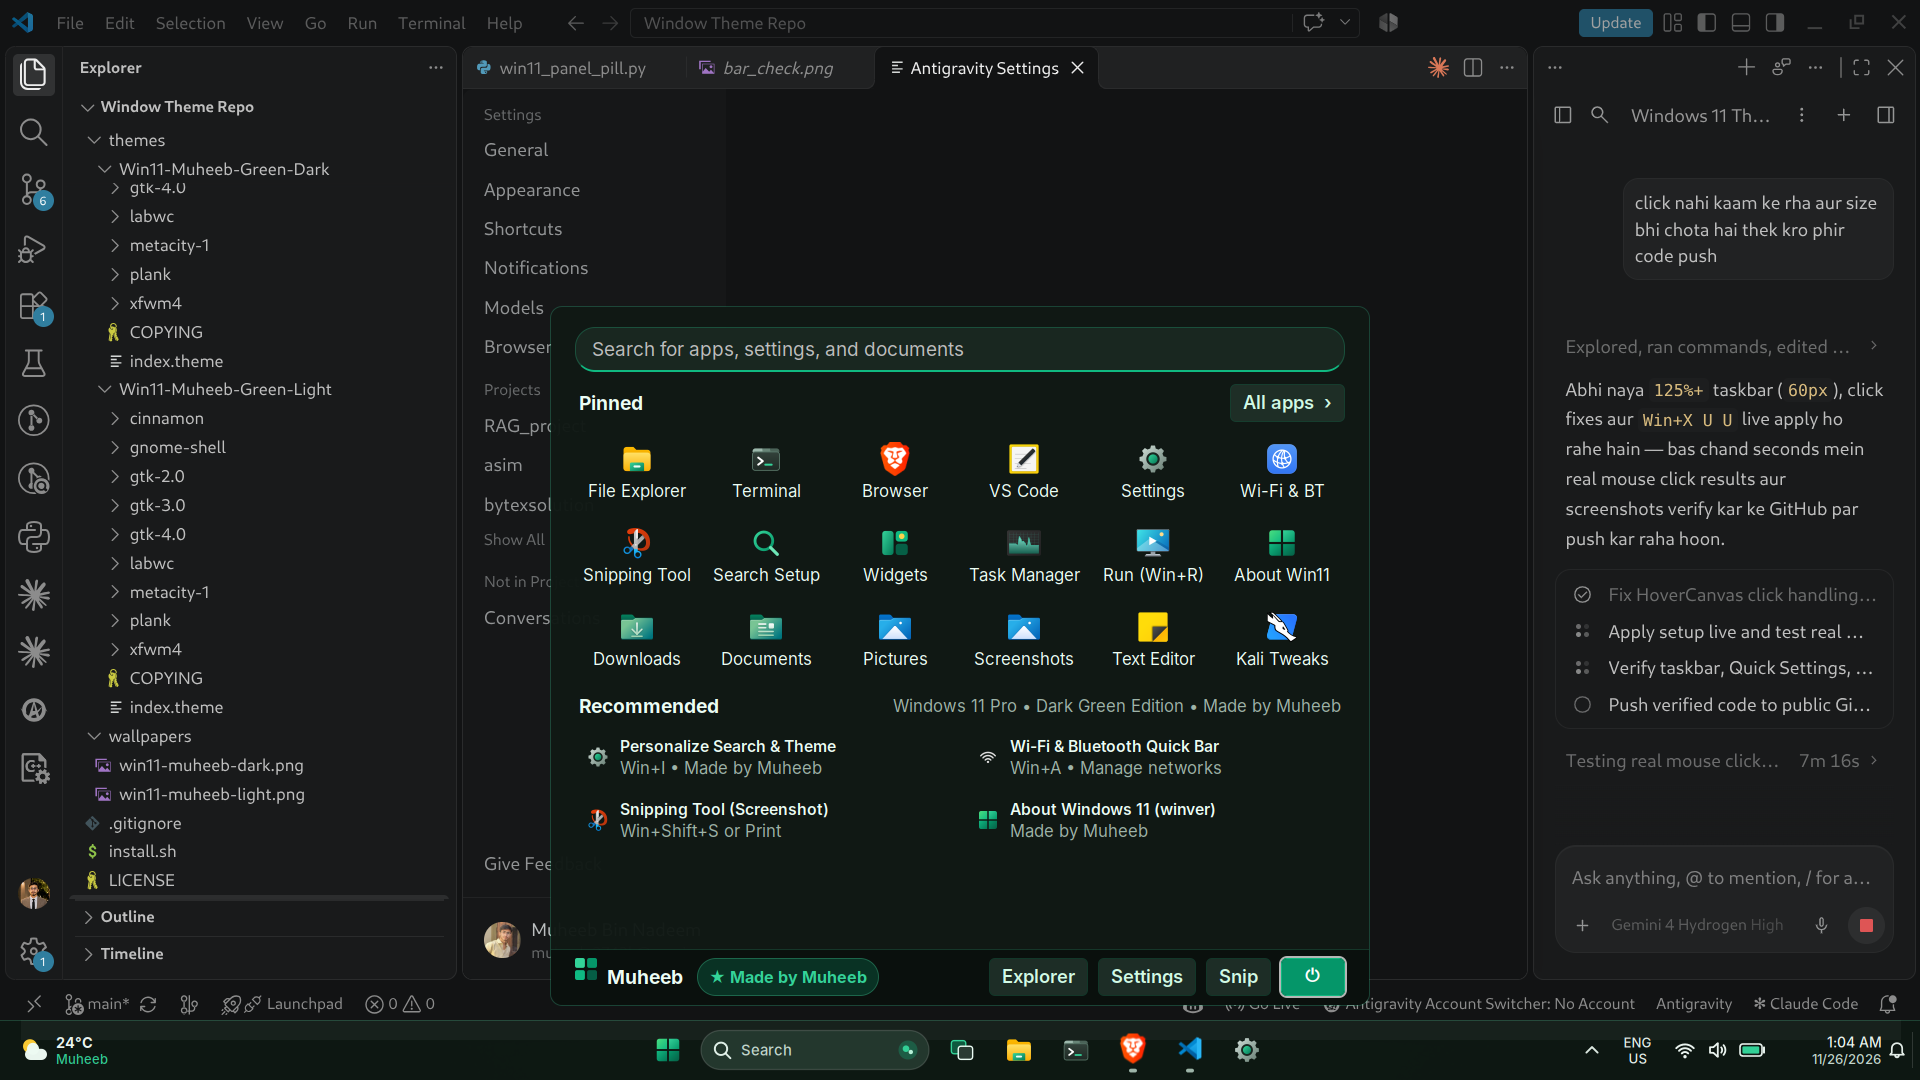 File Edit Selection View Go Run Terminal Help
Window Theme Repo
Update
Explorer
Window Theme Repo
themes
Win11-Muheeb-Green-Dark
gtk-4.0
labwc
metacity-1
plank
xfwm4
COPYING
index.theme
Win11-Muheeb-Green-Light
cinnamon
gnome-shell
gtk-2.0
gtk-3.0
gtk-4.0
labwc
metacity-1
plank
xfwm4
COPYING
index.theme
wallpapers
win11-muheeb-dark.png
win11-muheeb-light.png
.gitignore
install.sh
LICENSE
Outline
Timeline
6
1
1
win11_panel_pill.py
bar_check.png
Antigravity Settings
Settings
General
Appearance
Shortcuts
Notifications
Models
Browser
Projects
RAG_pro
asim
bytexsol
Show All
Not in Pro
Convers
Give Fee
Search for apps, settings, and documents
Pinned
All apps ›
File Explorer
Terminal
Browser
VS Code
Settings
Wi-Fi & BT
Snipping Tool
Search Setup
Widgets
Task Manager
Run (Win+R)
About Win11
Downloads
Documents
Pictures
Screenshots
Text Editor
Kali Tweaks
Recommended
Windows 11 Pro • Dark Green Edition • Made by Muheeb
Personalize Search & Theme
Win+I • Made by Muheeb
Wi-Fi & Bluetooth Quick Bar
Win+A • Manage networks
Snipping Tool (Screenshot)
Win+Shift+S or Print
About Windows 11 (winver)
Made by Muheeb
Muheeb
★ Made by Muheeb
Explorer
Settings
Snip
Windows 11 Th...
click nahi kaam ke rha aur size
bhi chota hai thek kro phir
code push
Explored, ran commands, edited ...
Abhi naya 125%+ taskbar ( 60px ), click
fixes aur Win+X U U live apply ho
rahe hain — bas chand seconds mein
real mouse click results aur
screenshots verify kar ke GitHub par
push kar raha hoon.
Fix HoverCanvas click handling...
Apply setup live and test real ...
Verify taskbar, Quick Settings, ...
Push verified code to public Gi...
Testing real mouse click... 7m 16s
Ask anything, @ to mention, / for a...
Gemini 4 Hydrogen High
main*
Launchpad
0 0
Antigravity Account Switcher: No Account
Antigravity
Claude Code
24°C
Muheeb
Search
ENG
US
1:04 AM
11/26/2026